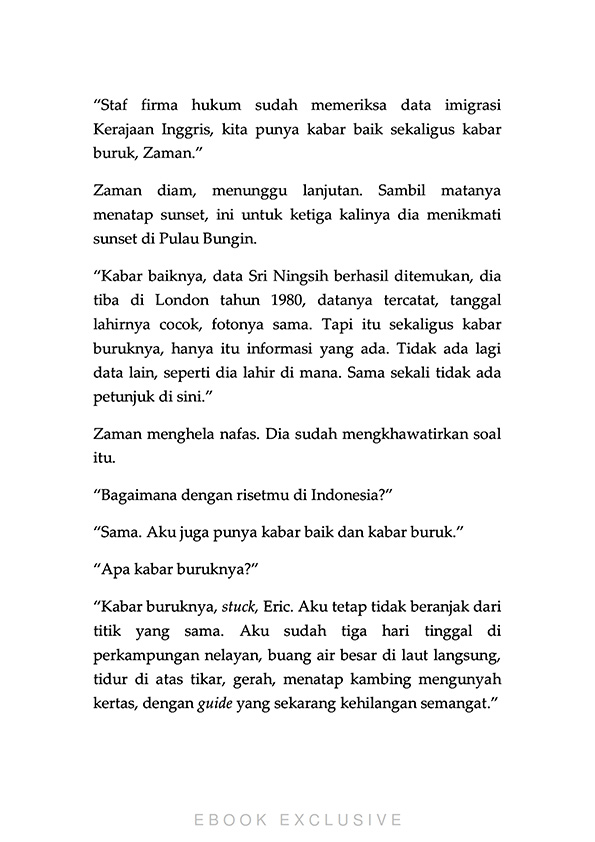 “Staf firma hukum sudah memeriksa data imigrasi
Kerajaan Inggris, kita punya kabar baik sekaligus kabar
buruk, Zaman.”
Zaman diam, menunggu lanjutan. Sambil matanya
menatap sunset, ini untuk ketiga kalinya dia menikmati
sunset di Pulau Bungin.
“Kabar baiknya, data Sri Ningsih berhasil ditemukan, dia
tiba di London tahun 1980, datanya tercatat, tanggal
lahirnya cocok, fotonya sama. Tapi itu sekaligus kabar
buruknya, hanya itu informasi yang ada. Tidak ada lagi
data lain, seperti dia lahir di mana. Sama sekali tidak ada
petunjuk di sini.”
Zaman menghela nafas. Dia sudah mengkhawatirkan soal
itu.
“Bagaimana dengan risetmu di Indonesia?”
“Sama. Aku juga punya kabar baik dan kabar buruk.”
“Apa kabar buruknya?”
“Kabar buruknya, stuck, Eric. Aku tetap tidak beranjak dari
titik yang sama. Aku sudah tiga hari tinggal di
perkampungan nelayan, buang air besar di laut langsung,
tidur di atas tikar, gerah, menatap kambing mengunyah
kertas, dengan guide yang sekarang kehilangan semangat.”
EBOOK EXCLUSIVE